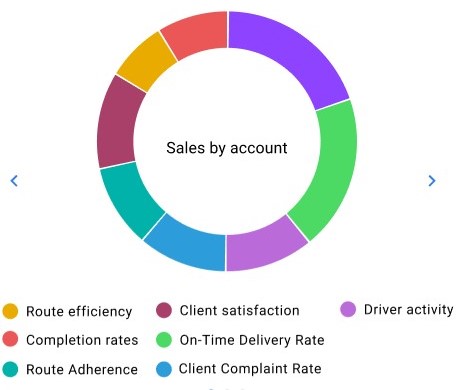 Sales by account
Route efficiency
Client satisfaction
Driver activity
Completion rates
On-Time Delivery Rate
Route Adherence
Client Complaint Rate